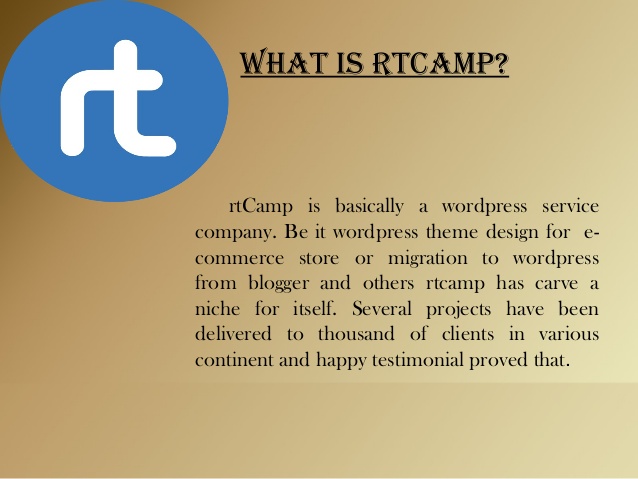 rt
WHAT IS RTCAMP?
rtCamp is basically a wordpress service
company. Be it wordpress theme design for e-
commerce store or migration to wordpress
from blogger and others rtcamp has carve a
niche for itself. Several projects have been
delivered to thousand of clients in various
continent and happy testimonial proved that.